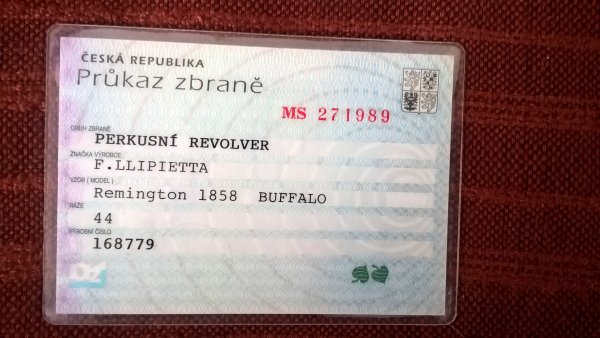 ČESKÁ REPUBLIKA
Průkaz zbraně
MS 271989
DRUH ZBRANĚ
PERKUSNÍ REVOLVER
ZNAČKA VÝROBCE
F.LLIPIETTA
VZOR (MODEL)
Remington 1858 BUFFALO
RÁŽE
44
VÝROBNÍ ČÍSLO
168779